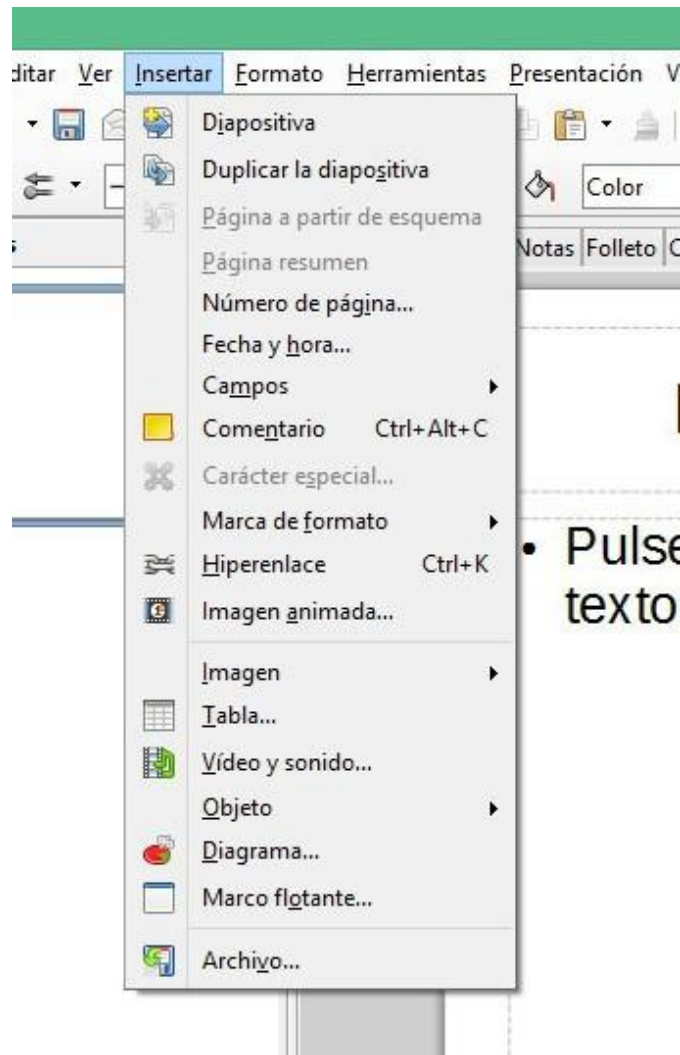 ditar Ver Insertar Formato Herramientas Presentación V
Color
Notas Folleto
Diapositiva
Duplicar la diapositiva
Página a partir de esquema
Página resumen
Número de página...
Fecha y hora...
Campos
Comentario Ctrl+Alt+C
Carácter especial...
Marca de formato
Hiperenlace Ctrl+K
Imagen animada...
Imagen
Tabla...
Vídeo y sonido...
Objeto
Diagrama...
Marco flotante...
Archivo...
• Pulse
texto